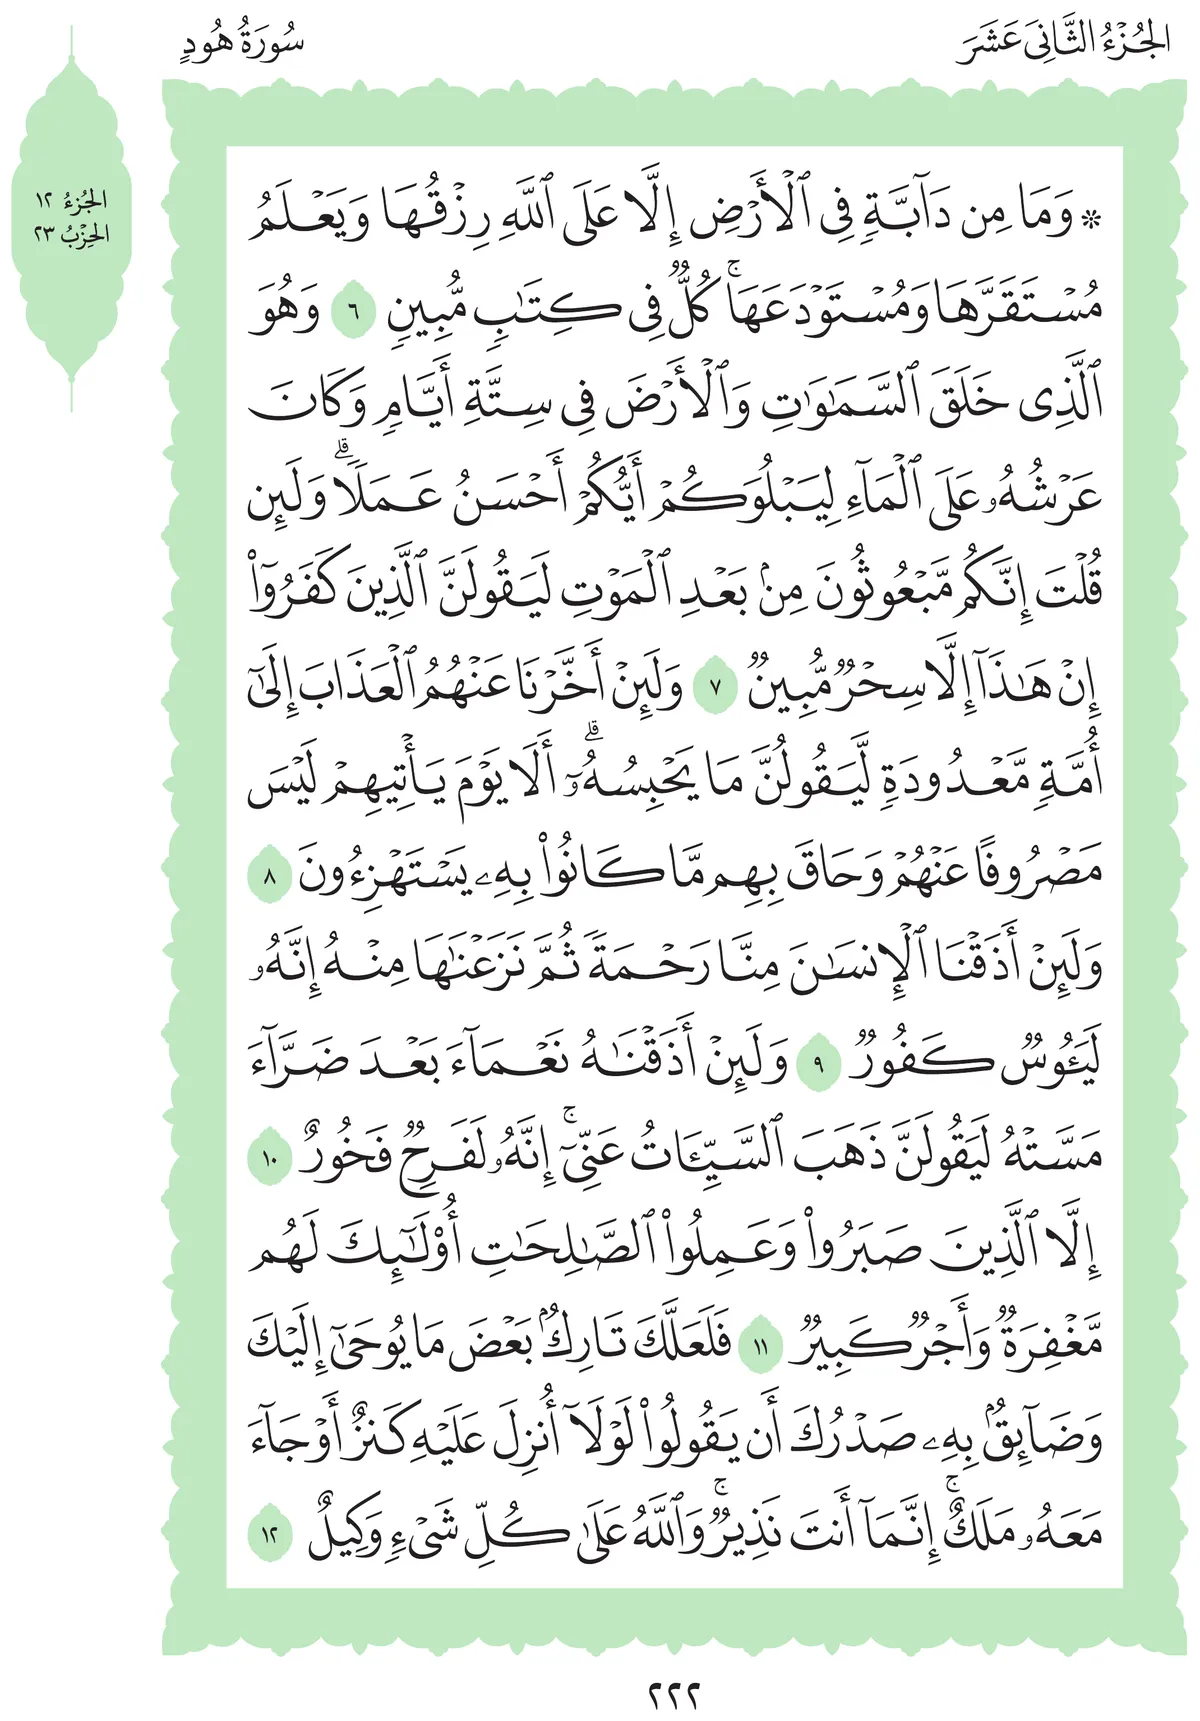 الجُزْءُ الثَّانِيَ عَشَرَ
سُورَةُ هُودٍ
الجُزْءُ ١٢
الحِزْبُ ٢٣
۞ وَمَا مِن دَآبَّةٍ فِي ٱلْأَرْضِ إِلَّا عَلَى ٱللَّهِ رِزْقُهَا وَيَعْلَمُ
مُسْتَقَرَّهَا وَمُسْتَوْدَعَهَاۚ كُلٌّ فِي كِتَٰبٍ مُّبِينٍ ٦ وَهُوَ
ٱلَّذِي خَلَقَ ٱلسَّمَٰوَٰتِ وَٱلْأَرْضَ فِي سِتَّةِ أَيَّامٍ وَكَانَ
عَرْشُهُۥ عَلَى ٱلْمَآءِ لِيَبْلُوَكُمْ أَيُّكُمْ أَحْسَنُ عَمَلًاۗ وَلَئِن
قُلْتَ إِنَّكُم مَّبْعُوثُونَ مِنۢ بَعْدِ ٱلْمَوْتِ لَيَقُولَنَّ ٱلَّذِينَ كَفَرُوٓا۟
إِنْ هَٰذَآ إِلَّا سِحْرٌ مُّبِينٌ ٧ وَلَئِنْ أَخَّرْنَا عَنْهُمُ ٱلْعَذَابَ إِلَىٰٓ
أُمَّةٍ مَّعْدُودَةٍ لَّيَقُولُنَّ مَا يَحْبِسُهُۥٓۗ أَلَا يَوْمَ يَأْتِيهِمْ لَيْسَ
مَصْرُوفًا عَنْهُمْ وَحَاقَ بِهِم مَّا كَانُوا۟ بِهِۦ يَسْتَهْزِءُونَ ٨
وَلَئِنْ أَذَقْنَا ٱلْإِنسَٰنَ مِنَّا رَحْمَةً ثُمَّ نَزَعْنَٰهَا مِنْهُ إِنَّهُۥ
لَيَـُٔوسٌ كَفُورٌ ٩ وَلَئِنْ أَذَقْنَٰهُ نَعْمَآءَ بَعْدَ ضَرَّآءَ
مَسَّتْهُ لَيَقُولَنَّ ذَهَبَ ٱلسَّيِّـَٔاتُ عَنِّيٓۚ إِنَّهُۥ لَفَرِحٌ فَخُورٌ ١٠
إِلَّا ٱلَّذِينَ صَبَرُوا۟ وَعَمِلُوا۟ ٱلصَّٰلِحَٰتِ أُو۟لَٰٓئِكَ لَهُم
مَّغْفِرَةٌ وَأَجْرٌ كَبِيرٌ ١١ فَلَعَلَّكَ تَارِكٌۢ بَعْضَ مَا يُوحَىٰٓ إِلَيْكَ
وَضَآئِقٌۢ بِهِۦ صَدْرُكَ أَن يَقُولُوا۟ لَوْلَآ أُنزِلَ عَلَيْهِ كَنزٌ أَوْ جَآءَ
مَعَهُۥ مَلَكٌۚ إِنَّمَآ أَنتَ نَذِيرٌۚ وَٱللَّهُ عَلَىٰ كُلِّ شَيْءٍ وَكِيلٌ ١٢
٢٢٢